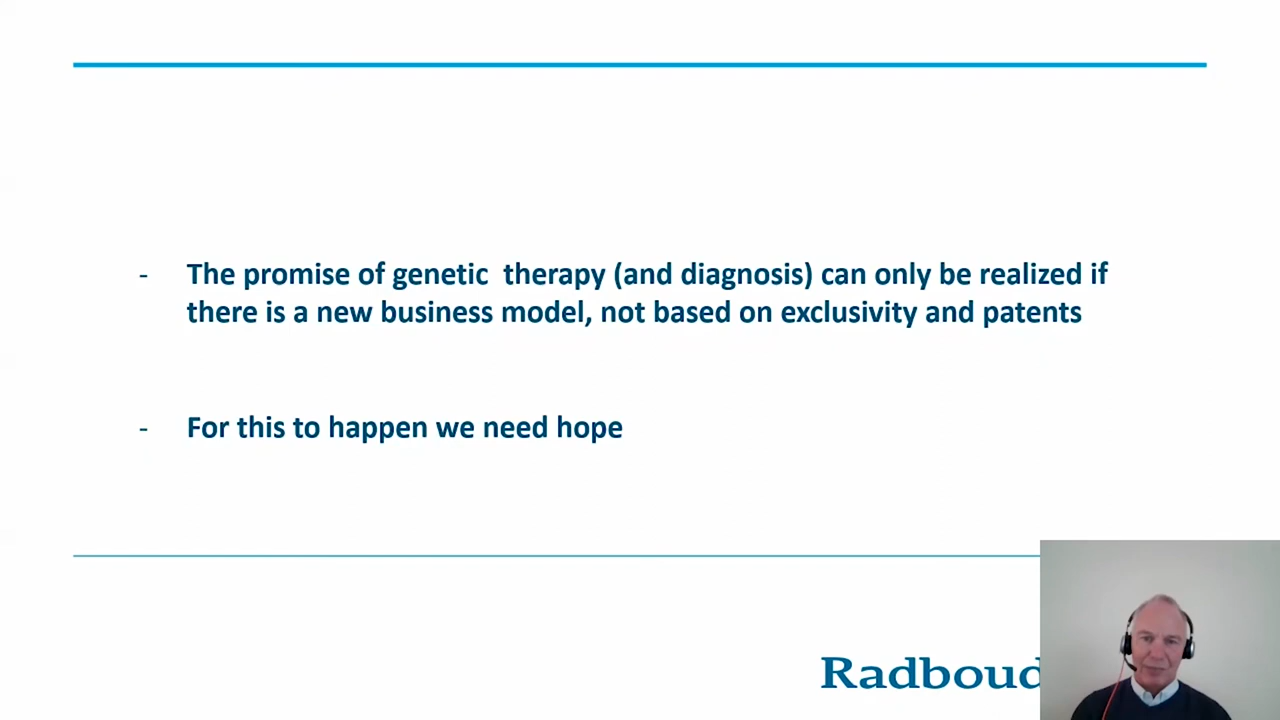 - The promise of genetic  therapy (and diagnosis) can only be realized if
there is a new business model, not based on exclusivity and patents
- For this to happen we need hope
Radboud